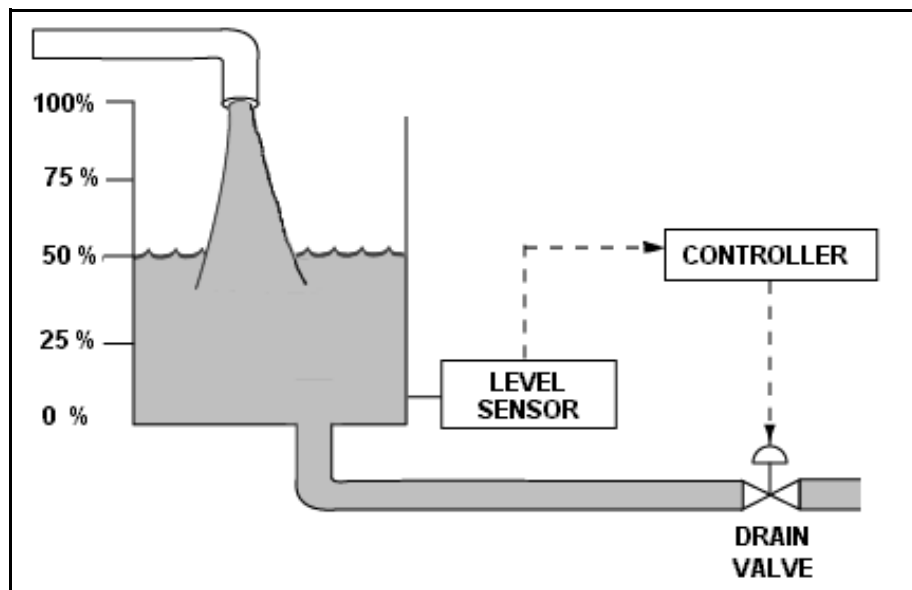 100%
75 %
50 %
25 %
0 %
CONTROLLER
LEVEL
SENSOR
DRAIN
VALVE